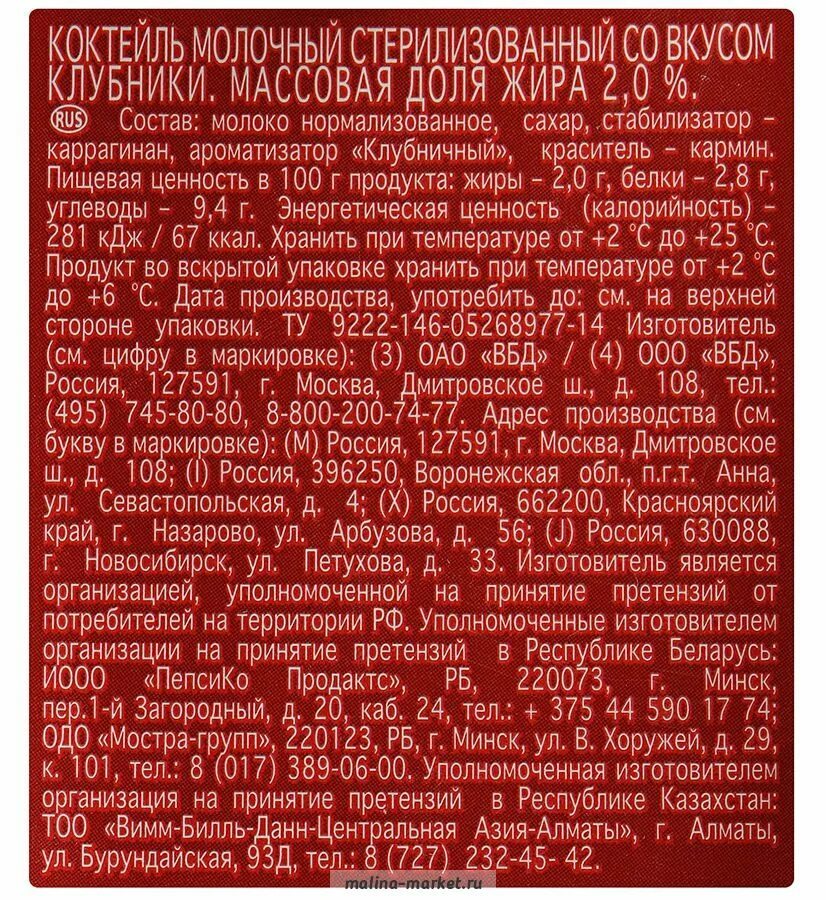 КОКТЕЙЛЬ МОЛОЧНЫЙ СТЕРИЛИЗОВАННЫЙ СО ВКУСОМ
КЛУБНИКИ. МАССОВАЯ ДОЛЯ ЖИРА 2,0 %.
RUS Состав: молоко нормализованное, сахар, стабилизатор –
каррагинан, ароматизатор «Клубничный», краситель – кармин.
Пищевая ценность в 100 г продукта: жиры – 2,0 г, белки – 2,8 г,
углеводы – 9,4 г. Энергетическая ценность (калорийность) –
281 кДж / 67 ккал. Хранить при температуре от +2 °С до +25 °С.
Продукт во вскрытой упаковке хранить при температуре от +2 °С
до +6 °С. Дата производства, употребить до: см. на верхней
стороне упаковки. ТУ 9222-146-05268977-14 Изготовитель
(см. цифру в маркировке): (3) ОАО «ВБД» / (4) ООО «ВБД»,
Россия, 127591, г. Москва, Дмитровское ш., д. 108, тел.:
(495) 745-80-80, 8-800-200-74-77. Адрес производства (см.
букву в маркировке): (М) Россия, 127591, г. Москва, Дмитровское
ш., д. 108; (I) Россия, 396250, Воронежская обл., п.г.т. Анна,
ул. Севастопольская, д. 4; (X) Россия, 662200, Красноярский
край, г. Назарово, ул. Арбузова, д. 56; (J) Россия, 630088,
г. Новосибирск, ул. Петухова, д. 33. Изготовитель является
организацией, уполномоченной на принятие претензий от
потребителей на территории РФ. Уполномоченные изготовителем
организации на принятие претензий в Республике Беларусь:
ИООО «ПепсиКо Продактс», РБ, 220073, г. Минск,
пер.1-й Загородный, д. 20, каб. 24, тел.: + 375 44 590 17 74;
ОДО «Мостра-групп», 220123, РБ, г. Минск, ул. В. Хоружей, д. 29,
к. 101, тел.: 8 (017) 389-06-00. Уполномоченная изготовителем
организация на принятие претензий в Республике Казахстан:
ТОО «Вимм-Билль-Данн-Центральная Азия-Алматы», г. Алматы,
ул. Бурундайская, 93Д, тел.: 8 (727) 232-45- 42.
malina-market.ru